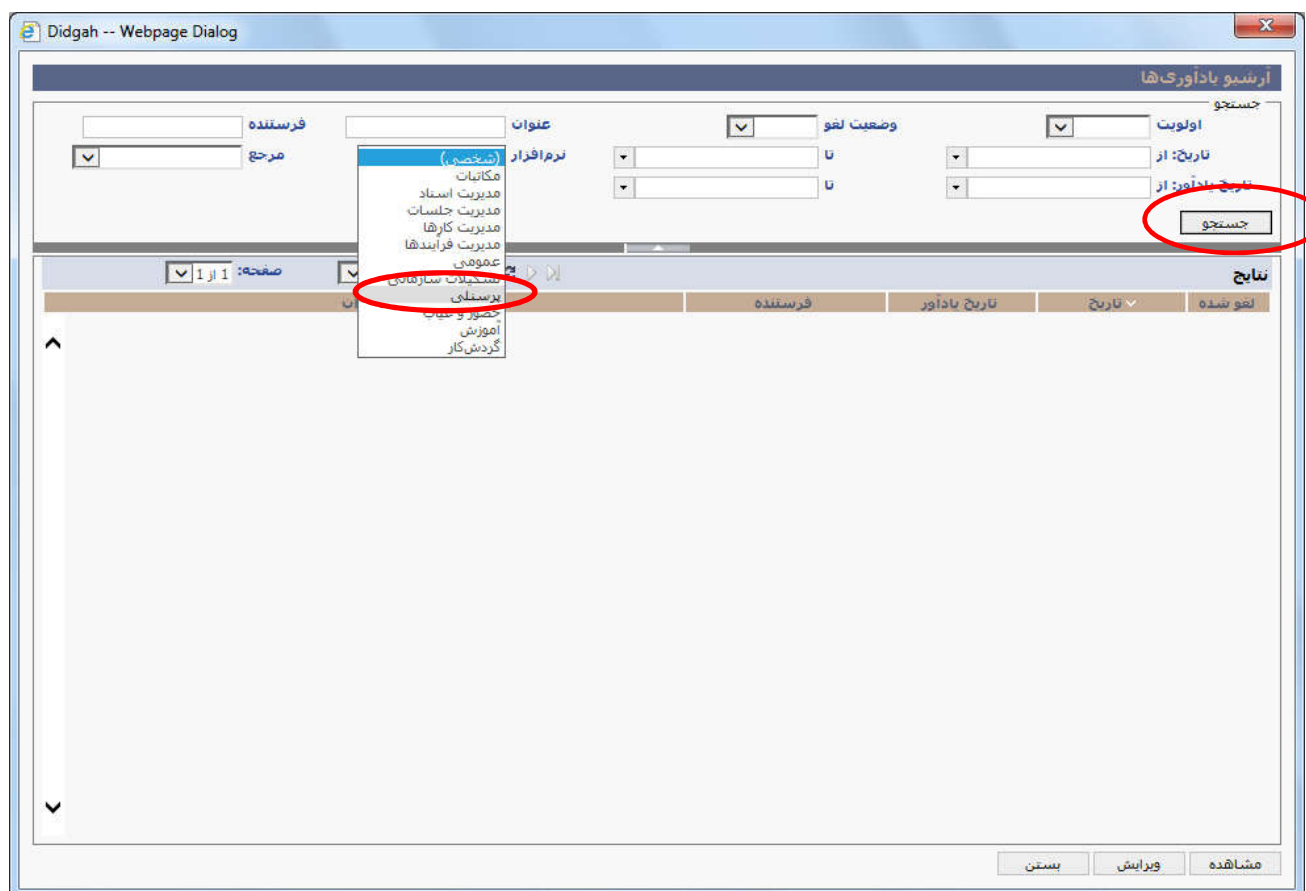 Didgah -- Webpage Dialog
آرشیو یادآوری‌ها
جستجو
اولویت وضعیت لغو عنوان فرستنده
تاریخ: از تا نرم‌افزار مرجع
تاریخ یادآور: از تا
جستجو
(شخصی)
مکاتبات
مدیریت اسناد
مدیریت جلسات
مدیریت کارها
مدیریت فرآیندها
عمومی
تشکیلات سازمانی
پرسنلی
حضور و غیاب
آموزش
گردش‌کار
نتایج صفحه: 1 از 1
لغو شده تاریخ تاریخ یادآور فرستنده
مشاهده ویرایش بستن